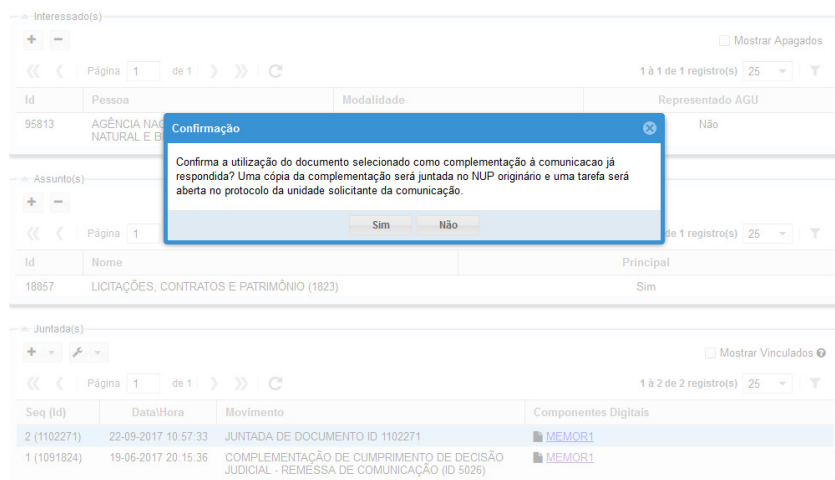 Interessado(s)
Mostrar Apagados
Página 1 de 1
1 à 1 de 1 registro(s) 25
Id Pessoa Modalidade Representado AGU
95813 AGÊNCIA NAC Não
NATURAL E B
Confirmação
Confirma a utilização do documento selecionado como complementação à comunicacao já
respondida? Uma cópia da complementação será juntada no NUP originário e uma tarefa será
aberta no protocolo da unidade solicitante da comunicação.
Sim Não
Assunto(s)
Página 1
de 1 registro(s) 25
Id Nome Principal
18857 LICITAÇÕES, CONTRATOS E PATRIMÔNIO (1823) Sim
Juntada(s)
Mostrar Vinculados
Página 1 de 1
1 à 2 de 2 registro(s) 25
Seq (Id) Data\Hora Movimento Componentes Digitais
2 (1102271) 22-09-2017 10:57:33 JUNTADA DE DOCUMENTO ID 1102271 MEMOR1
1 (1091824) 19-06-2017 20:15:36 COMPLEMENTAÇÃO DE CUMPRIMENTO DE DECISÃO MEMOR1
JUDICIAL - REMESSA DE COMUNICAÇÃO (ID 5026)